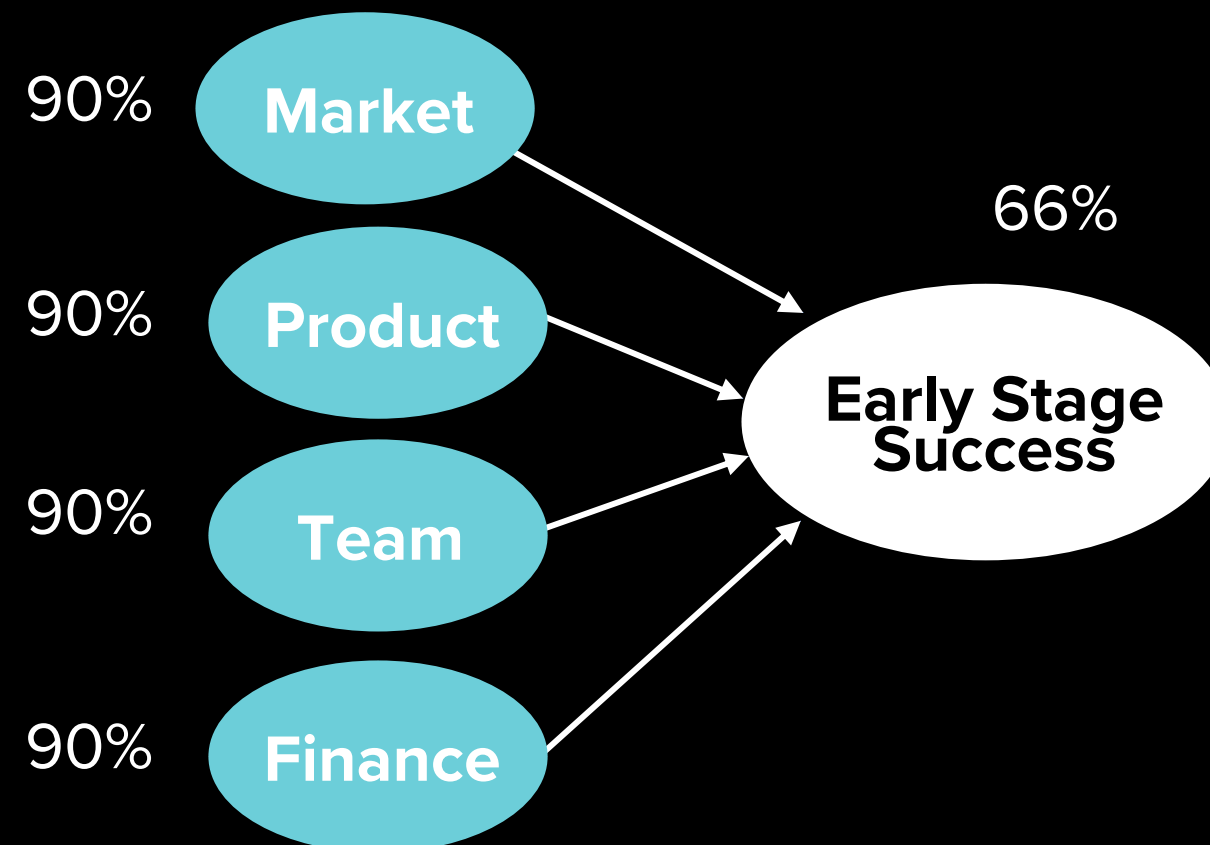 90%
Market
66%
90%
Product
Early Stage
Success
90%
Team
90%
Finance